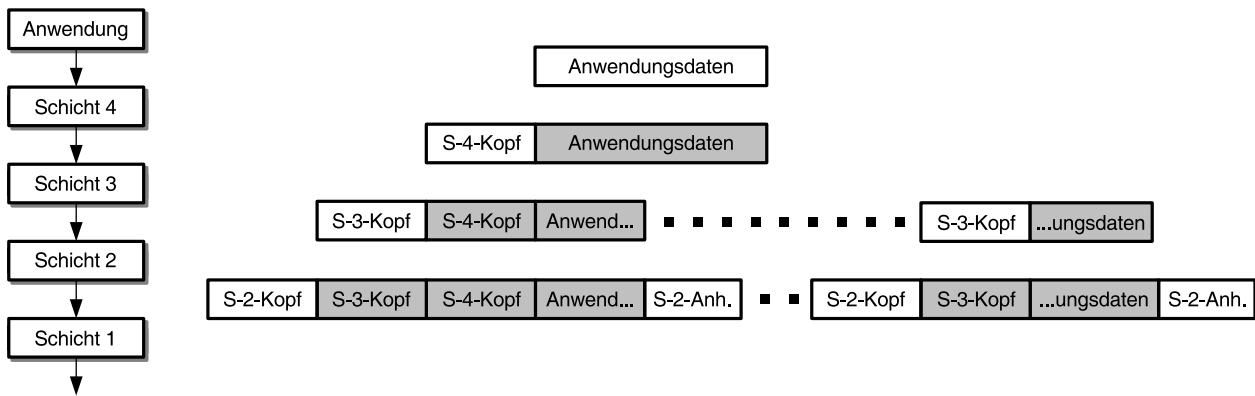 Anwendung
Anwendungsdaten
Schicht 4
S-4-Kopf Anwendungsdaten
Schicht 3
S-3-Kopf S-4-Kopf Anwend... S-3-Kopf ...ungsdaten
Schicht 2
S-2-Kopf S-3-Kopf S-4-Kopf Anwend... S-2-Anh. S-2-Kopf S-3-Kopf ...ungsdaten S-2-Anh.
Schicht 1